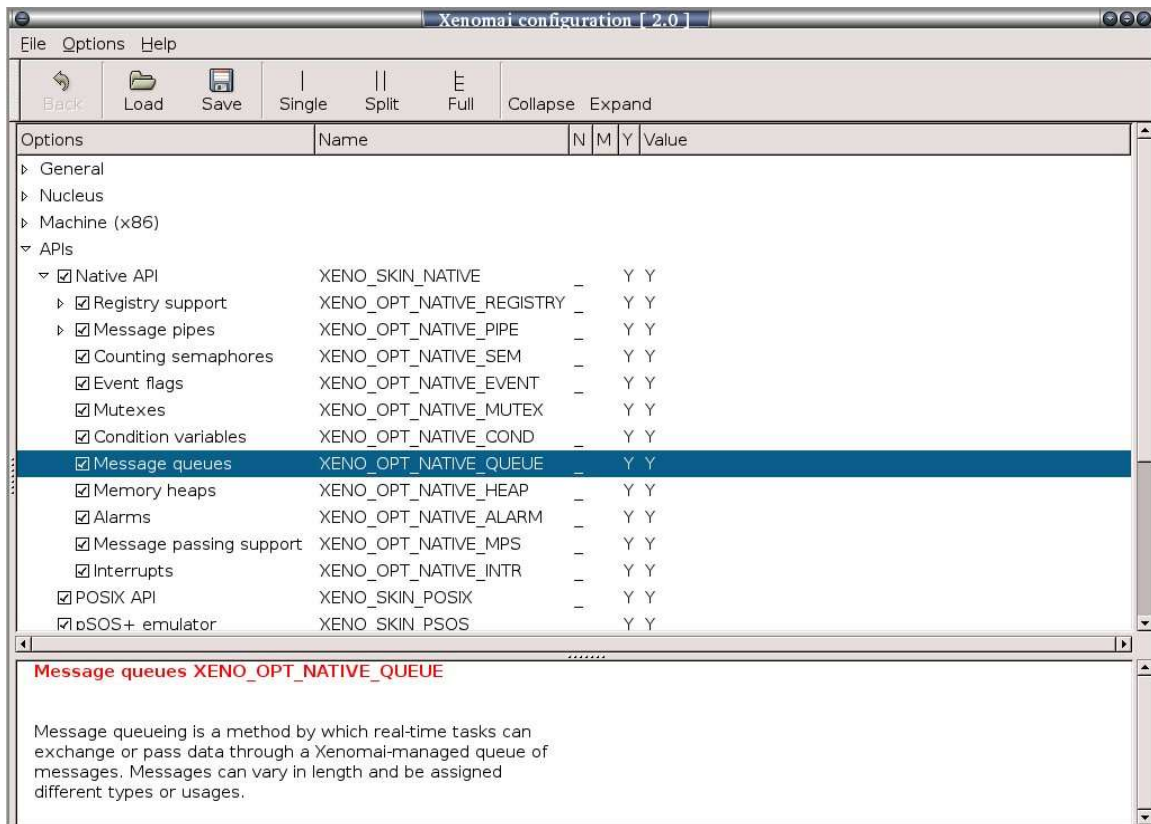 Xenomai configuration [ 2.0 ]
File Options Help
Back Load Save Single Split Full Collapse Expand
Options Name N M Y Value
General
Nucleus
Machine (x86)
APIs
Native API XENO_SKIN_NATIVE _ Y Y
Registry support XENO_OPT_NATIVE_REGISTRY _ Y Y
Message pipes XENO_OPT_NATIVE_PIPE _ Y Y
Counting semaphores XENO_OPT_NATIVE_SEM _ Y Y
Event flags XENO_OPT_NATIVE_EVENT _ Y Y
Mutexes XENO_OPT_NATIVE_MUTEX Y Y
Condition variables XENO_OPT_NATIVE_COND _ Y Y
Message queues XENO_OPT_NATIVE_QUEUE _ Y Y
Memory heaps XENO_OPT_NATIVE_HEAP _ Y Y
Alarms XENO_OPT_NATIVE_ALARM _ Y Y
Message passing support XENO_OPT_NATIVE_MPS _ Y Y
Interrupts XENO_OPT_NATIVE_INTR _ Y Y
POSIX API XENO_SKIN_POSIX _ Y Y
pSOS+ emulator XENO_SKIN_PSOS Y Y
Message queues XENO_OPT_NATIVE_QUEUE
Message queueing is a method by which real-time tasks can
exchange or pass data through a Xenomai-managed queue of
messages. Messages can vary in length and be assigned
different types or usages.